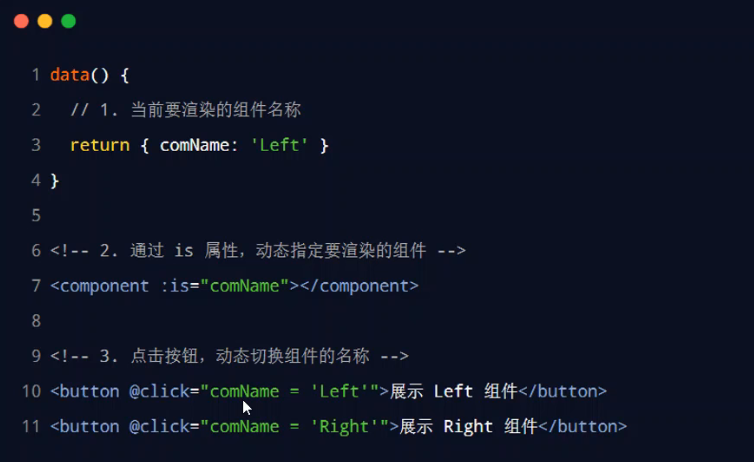 1 data() {
2 // 1. 当前要渲染的组件名称
3 return { comName: 'Left' }
4 }
5
6 <!-- 2. 通过 is 属性，动态指定要渲染的组件 -->
7 <component :is="comName"></component>
8
9 <!-- 3. 点击按钮，动态切换组件的名称 -->
10 <button @click="comName = 'Left'">展示 Left 组件</button>
11 <button @click="comName = 'Right'">展示 Right 组件</button>